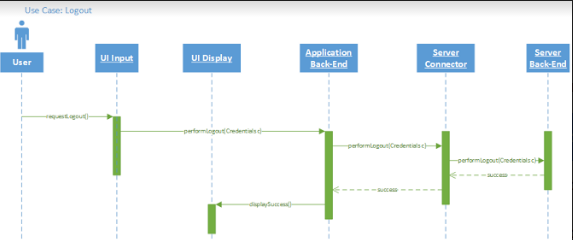 Use Case: Logout
User
UI Input
UI Display
Application
Back-End
Server
Connector
Server
Back-End
requestLogout()
performLogout(Credentials c)
performLogout(Credentials c)
performLogout(Credentials c)
success
success
displaySuccess()